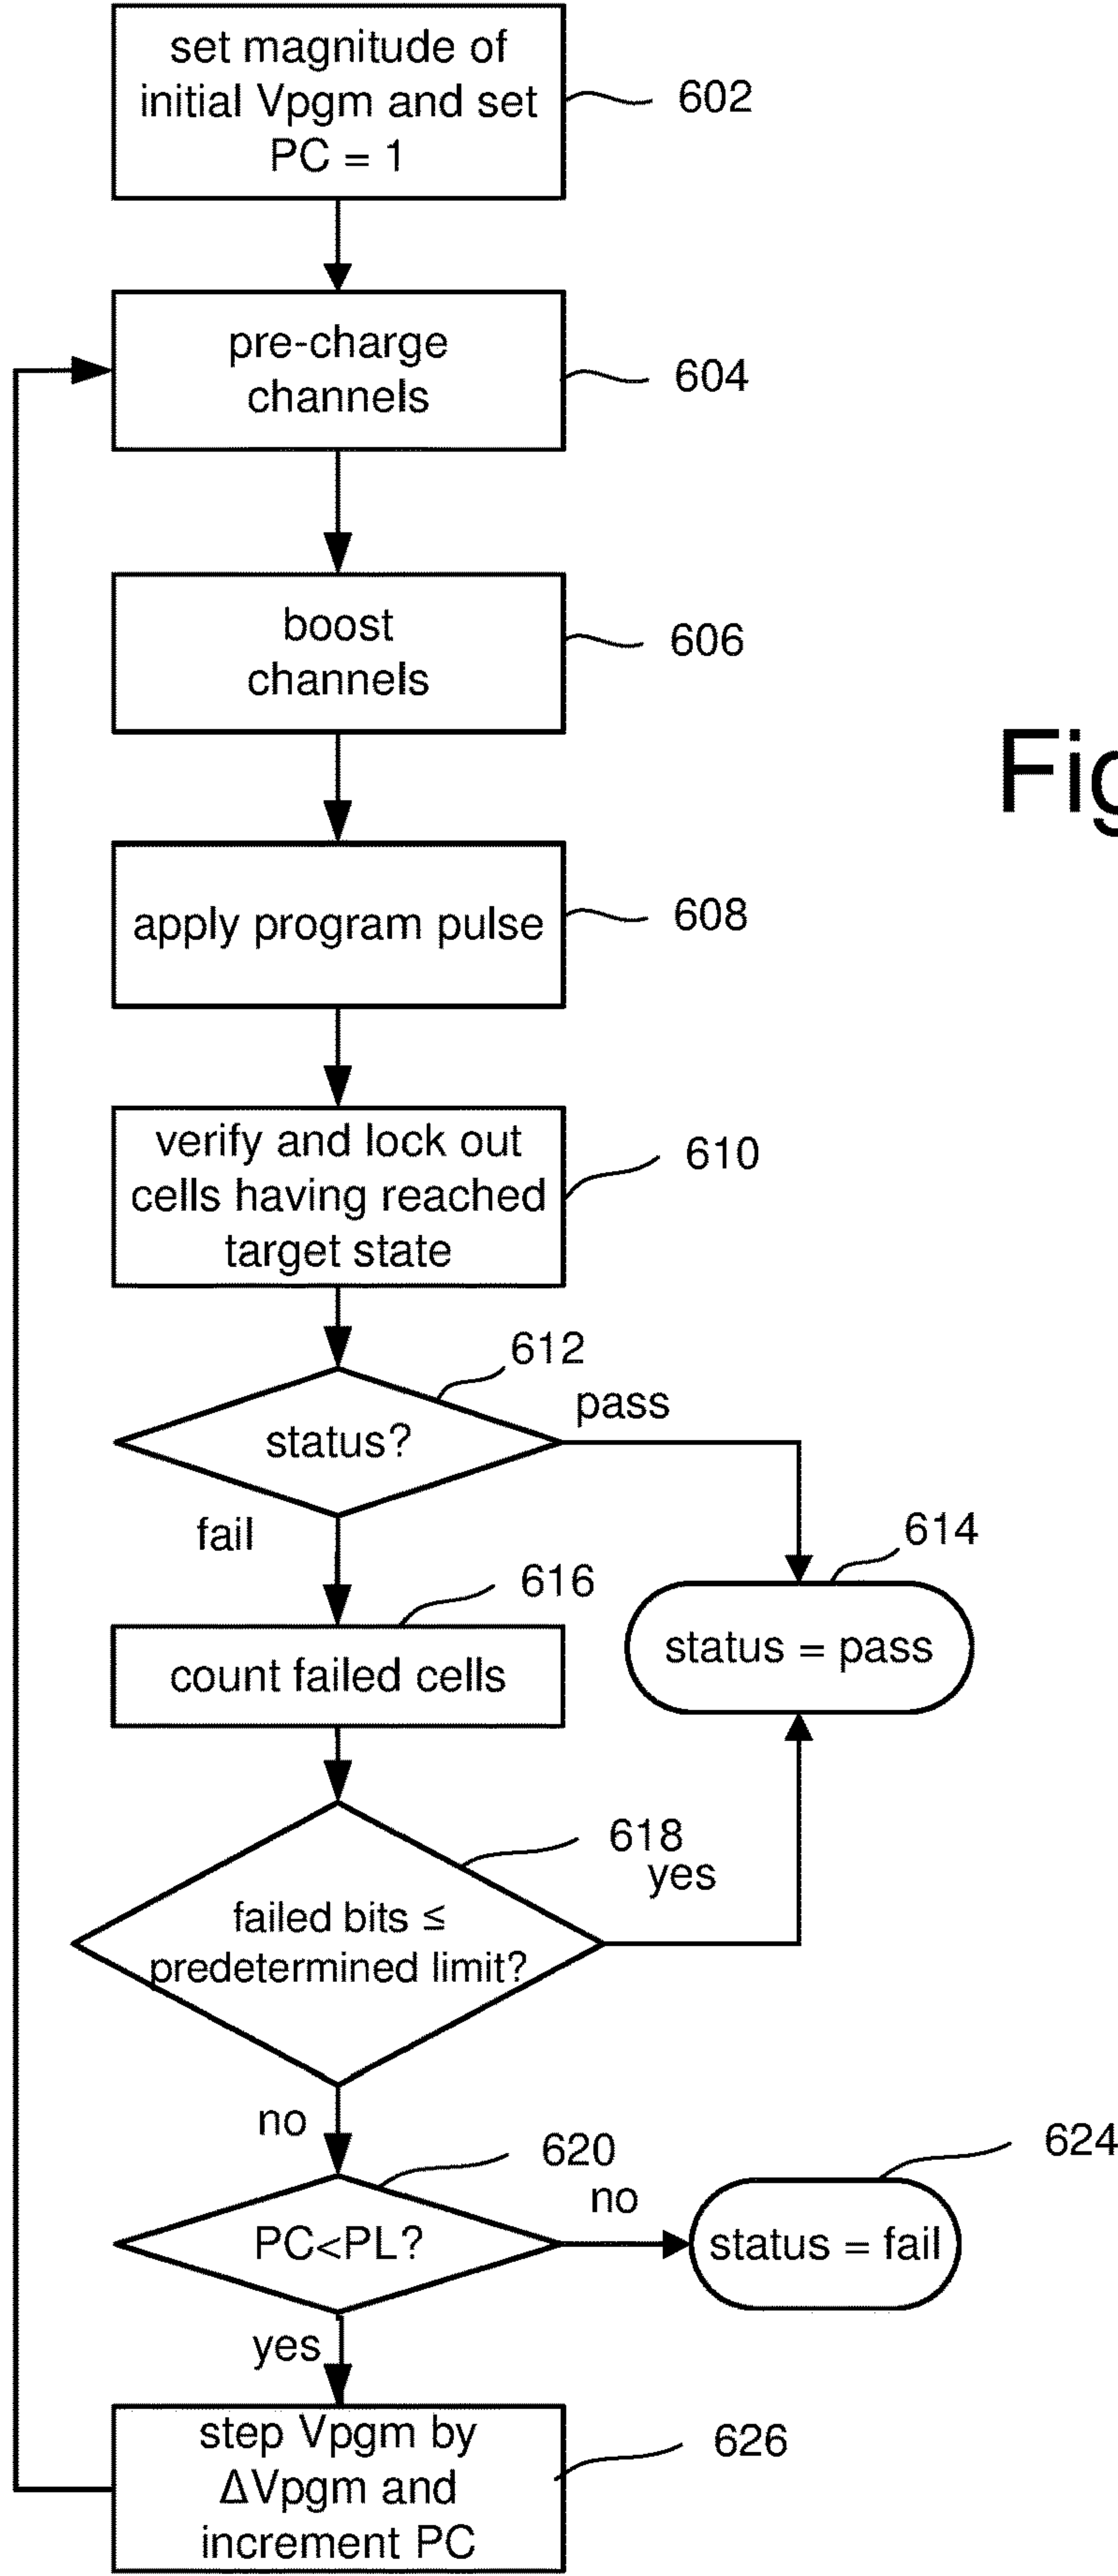 set magnitude of
initial Vpgm and set
PC = 1
602
pre-charge
channels
604
boost
channels
606
Fig
apply program pulse
608
verify and lock out
cells having reached
target state
610
612
status?
pass
fail
614
status = pass
616
count failed cells
618
yes
failed bits ≤
predetermined limit?
no
620
no
624
PC<PL?
status = fail
yes
step Vpgm by
ΔVpgm and
increment PC
626